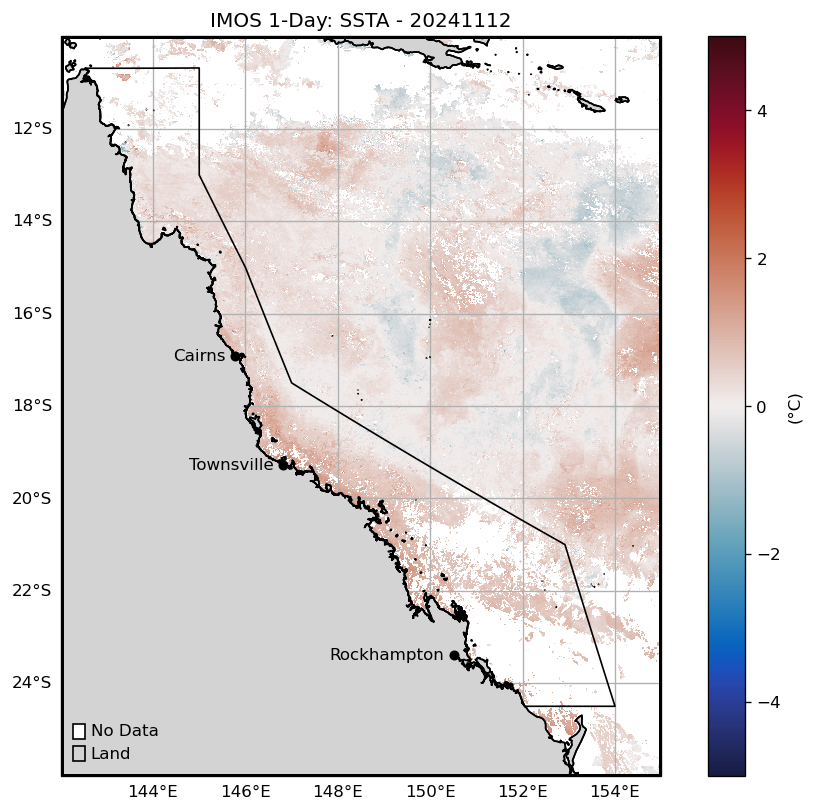 IMOS 1-Day: SSTA - 20241112
12°S
14°S
16°S
18°S
20°S
22°S
24°S
Cairns
Townsville
Rockhampton
No Data
Land
144°E 146°E 148°E 150°E 152°E 154°E
4
2
0
−2
−4
(°C)